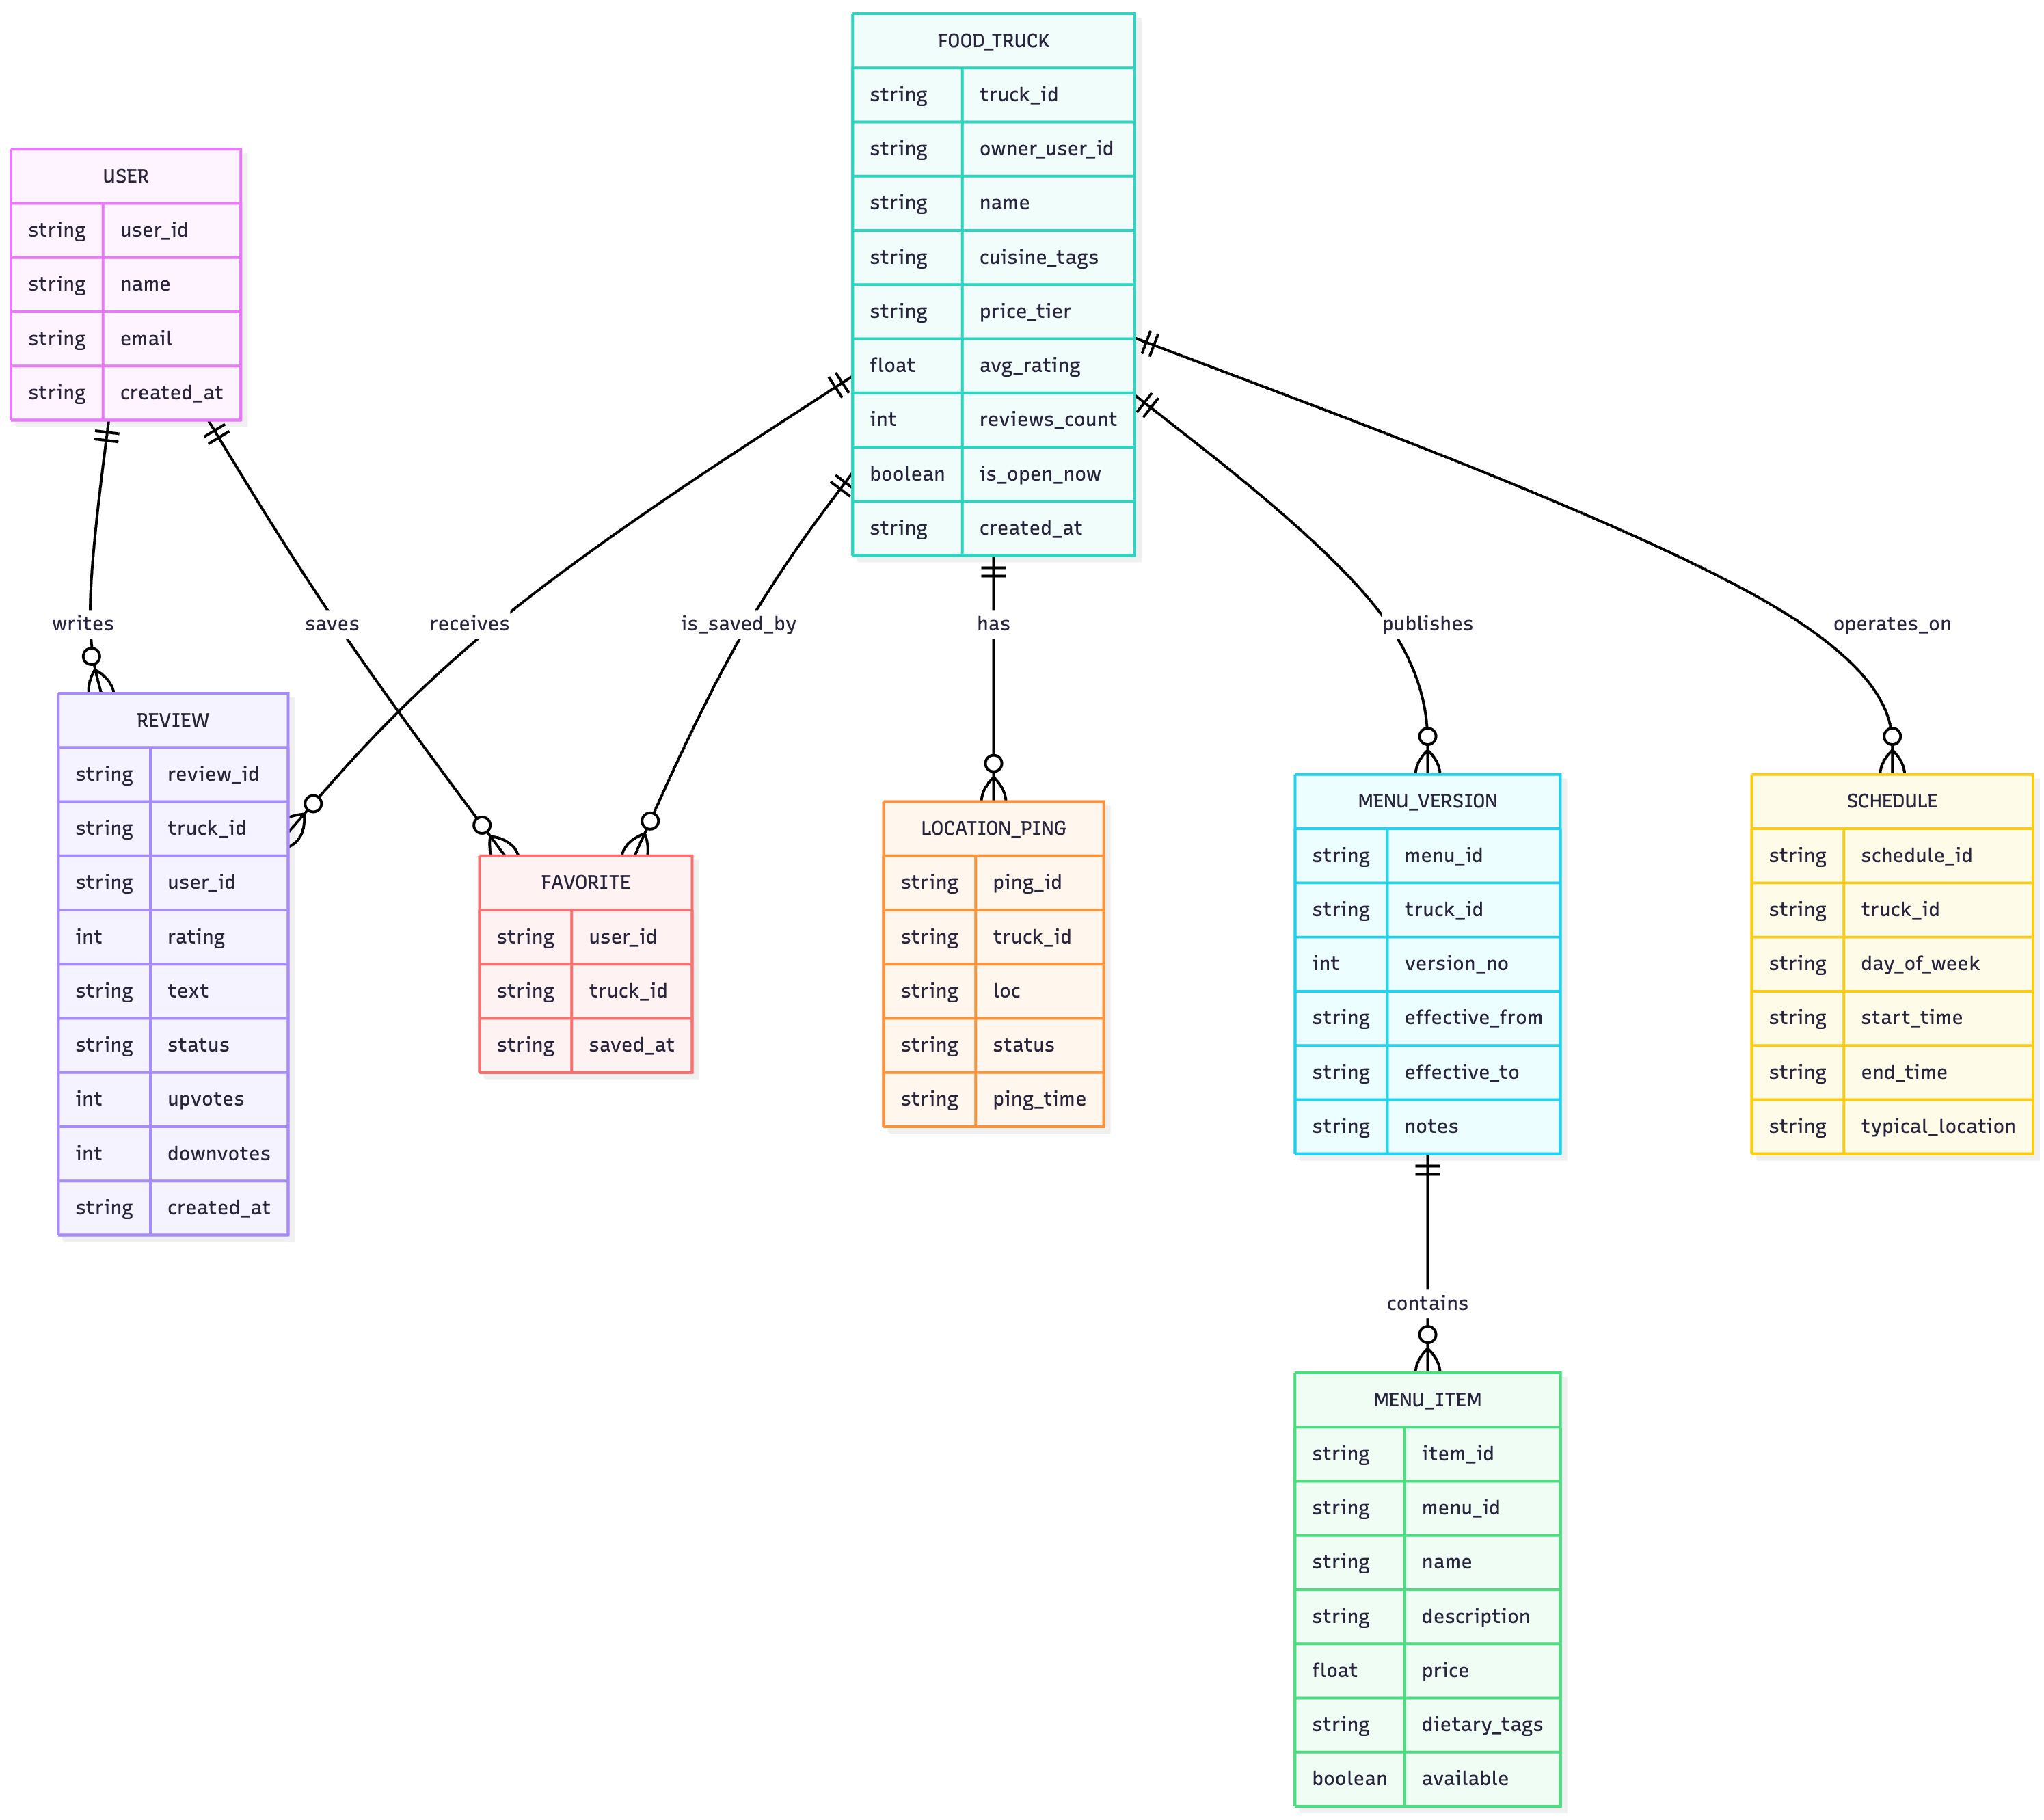 FOOD_TRUCK
string truck_id
string owner_user_id
string name
string cuisine_tags
string price_tier
float avg_rating
int reviews_count
boolean is_open_now
string created_at
USER
string user_id
string name
string email
string created_at
writes
saves
receives
is_saved_by
has
publishes
operates_on
REVIEW
string review_id
string truck_id
string user_id
int rating
string text
string status
int upvotes
int downvotes
string created_at
FAVORITE
string user_id
string truck_id
string saved_at
LOCATION_PING
string ping_id
string truck_id
string loc
string status
string ping_time
MENU_VERSION
string menu_id
string truck_id
int version_no
string effective_from
string effective_to
string notes
SCHEDULE
string schedule_id
string truck_id
string day_of_week
string start_time
string end_time
string typical_location
contains
MENU_ITEM
string item_id
string menu_id
string name
string description
float price
string dietary_tags
boolean available